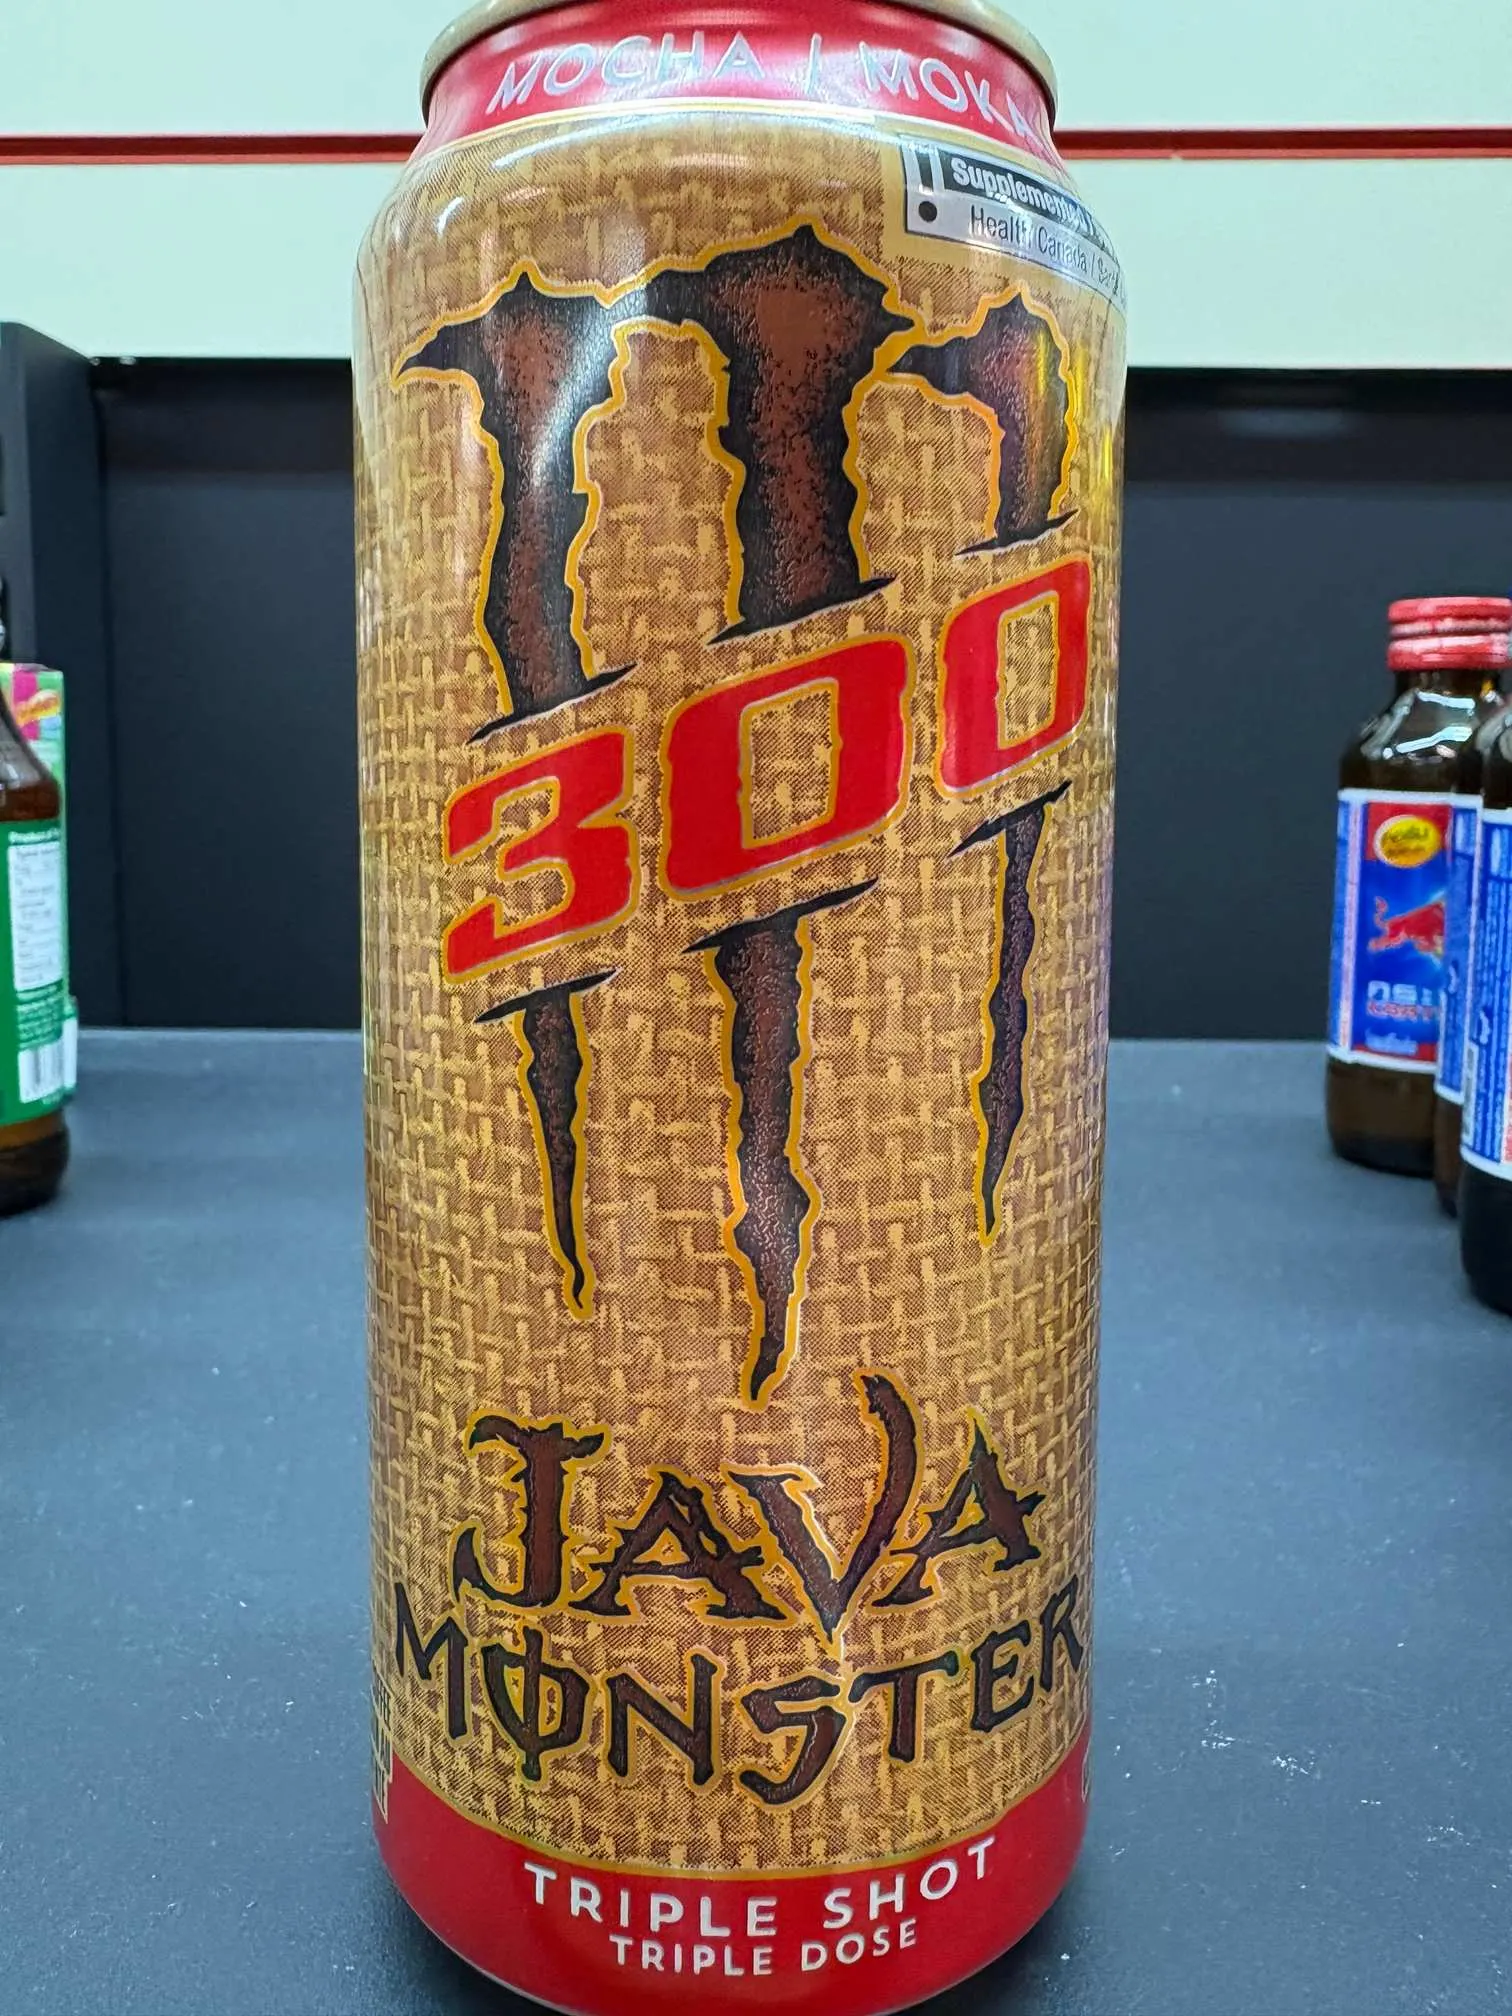 MOCHA | MOKA
Supplemented
Health Canada /
300
JAVA
MONSTER
TRIPLE SHOT
TRIPLE DOSE